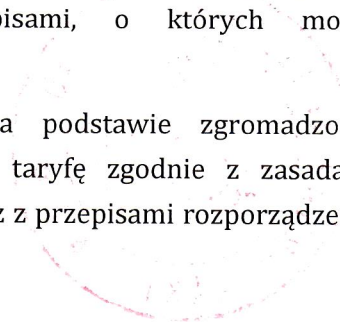 pisami, o których mo
a podstawie zgromadzo
taryfę zgodnie z zasada
z z przepisami rozporządze